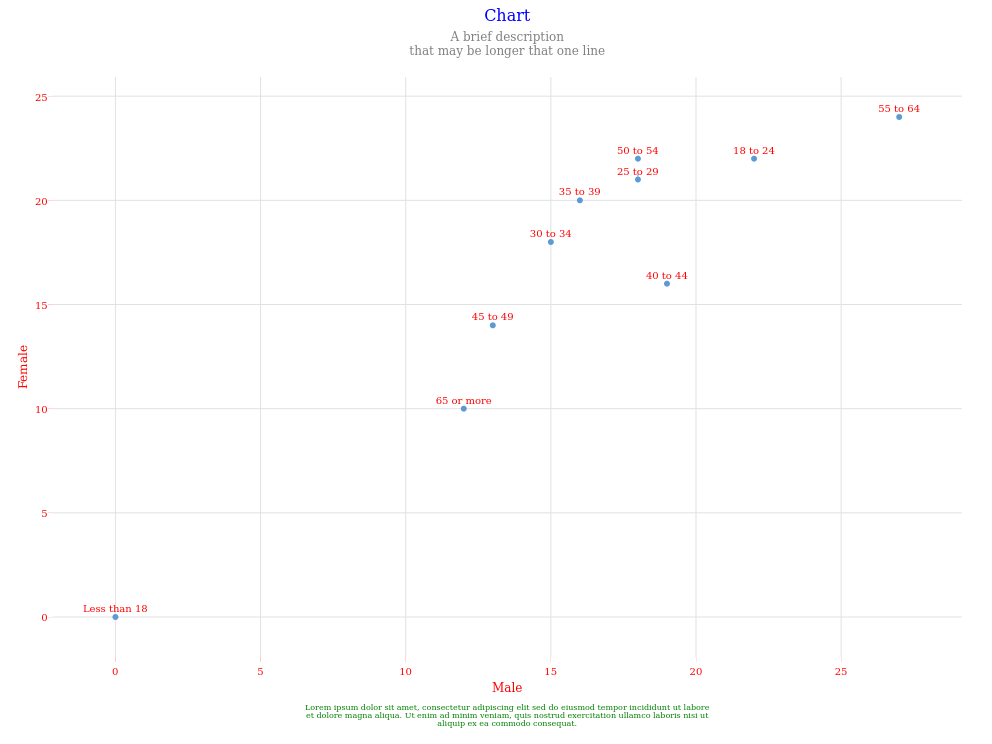 Chart
A brief description
that may be longer that one line
25
55 to 64
50 to 54
18 to 24
25 to 29
35 to 39
20
30 to 34
40 to 44
15
45 to 49
Female
65 or more
10
5
Less than 18
0
0 5 10 15 20 25
Male
Lorem ipsum dolor sit amet, consectetur adipiscing elit sed do eiusmod tempor incididunt ut labore
et dolore magna aliqua. Ut enim ad minim veniam, quis nostrud exercitation ullamco laboris nisi ut
aliquip ex ea commodo consequat.